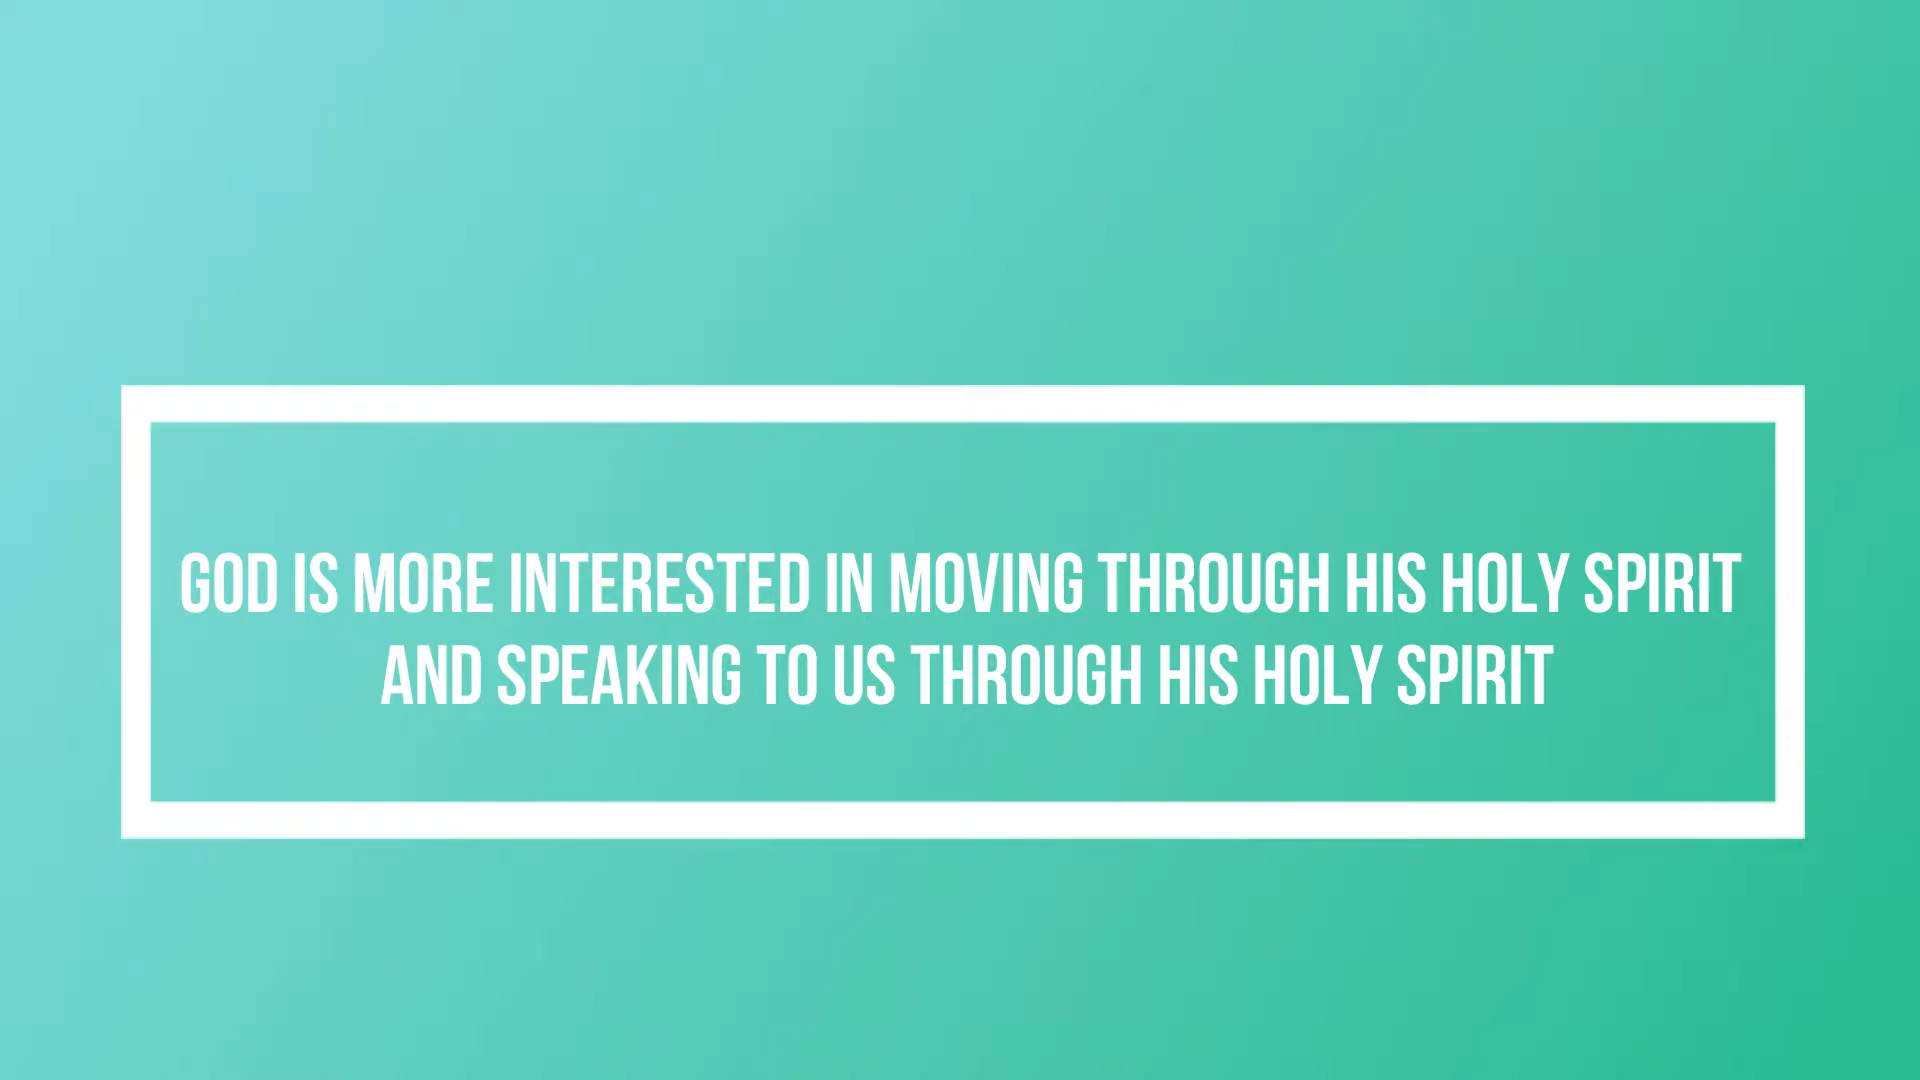 GOD IS MORE INTERESTED IN MOVING THROUGH HIS HOLY SPIRIT
AND SPEAKING TO US THROUGH HIS HOLY SPIRIT